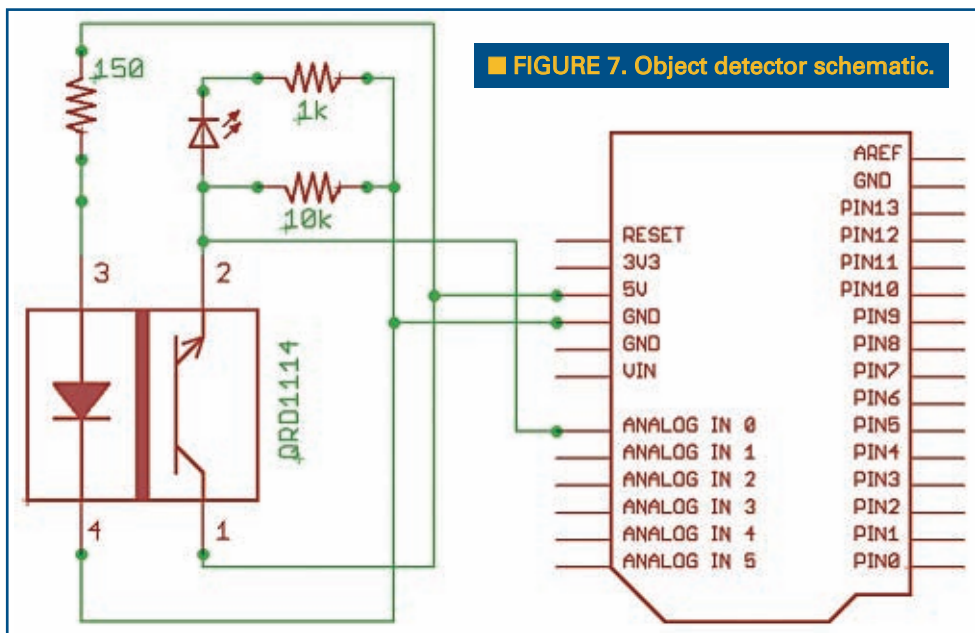 ■ FIGURE 7. Object detector schematic.
150
1k
10k
3
2
QRD1114
4
1
RESET
3V3
5V
GND
GND
VIN
ANALOG IN 0
ANALOG IN 1
ANALOG IN 2
ANALOG IN 3
ANALOG IN 4
ANALOG IN 5
AREF
GND
PIN13
PIN12
PIN11
PIN10
PIN9
PIN8
PIN7
PIN6
PIN5
PIN4
PIN3
PIN2
PIN1
PIN0